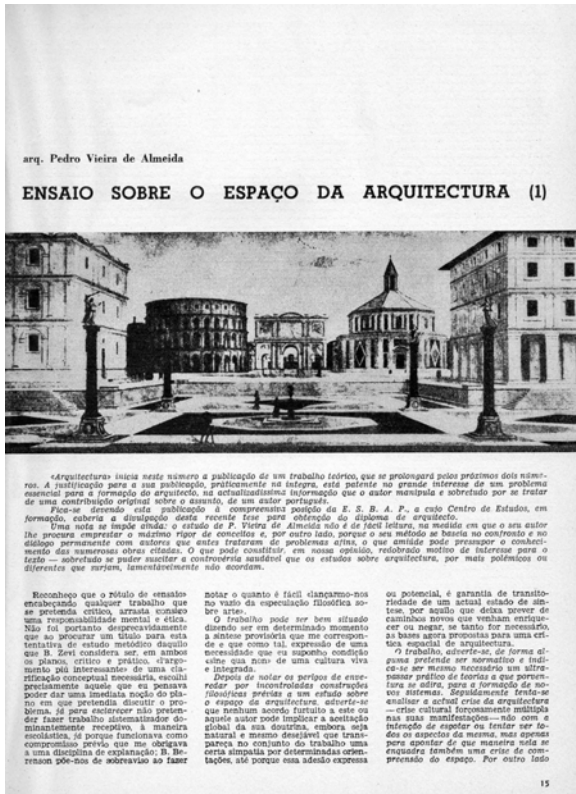 arq. Pedro Vieira de Almeida
ENSAIO SOBRE O ESPAÇO DA ARQUITECTURA (1)
«Arquitectura» inicia neste número a publicação de um trabalho teórico, que se prolongará pelos próximos dois núme-
ros. A justificação para a sua publicação, pràticamente na íntegra, está patente no grande interesse de um problema
essencial para a formação do arquitecto, na actualizadíssima informação que o autor manipula e sobretudo por se tratar
de uma contribuição original sobre o assunto, de um autor português.
Fica-se devendo esta publicação à compreensiva posição da E. S. B. A. P., a cujo Centro de Estudos, em
formação, caberia a divulgação desta recente tese para obtenção do diploma de arquitecto.
Uma nota se impõe ainda: o estudo de P. Vieira de Almeida não é de fácil leitura, na medida em que o seu autor
lhe procura emprestar o máximo rigor de conceitos e, por outro lado, porque o seu método se baseia no confronto e no
diálogo permanente com autores que antes trataram de problemas afins, o que amiúde pode pressupor o conheci-
mento das numerosas obras citadas. O que pode constituir, em nossa opinião, redobrado motivo de interesse para o
texto — sobretudo se puder suscitar a controvérsia saudável que os estudos sobre arquitectura, por mais polémicos ou
diferentes que surjam, lamentàvelmente não acordam.
Reconheço que o rótulo de «ensaio»
encabeçando qualquer trabalho que
se pretenda crítico, arrasta consigo
uma responsabilidade mental e ética.
Não foi portanto desprecavidamente
que ao procurar um título para esta
tentativa de estudo metódico daquilo
que B. Zevi considera ser, em ambos
os planos, crítico e prático, «l'argo-
mento piú interessante» de uma cla-
rificação conceptual necessária, escolhi
precisamente aquele que eu pensava
poder dar uma imediata noção do pla-
no em que pretendia discutir o pro-
blema, já para esclarecer não preten-
der fazer trabalho sistematizador do-
minantemente receptivo, à maneira
escolástica, já porque funcionava como
compromisso prévio que me obrigava
a uma disciplina de explanação; B. Be-
renson põe-nos de sobreaviso ao fazer
notar o quanto é fácil «lançarmo-nos
no vazio da especulação filosófica so-
bre arte».
O trabalho pode ser bem situado
dizendo ser em determinado momento
a síntese provisória que me correspon-
de e que como tal, expressão de uma
necessidade que eu suponho condição
«sine qua non» de uma cultura viva
e integrada.
Depois de notar os perigos de enve-
redar por incontroladas construções
filosóficas prévias a um estudo sobre
o espaço da arquitectura, adverte-se
que nenhum acordo furtuito a este ou
aquele autor pode implicar a aceitação
global da sua doutrina, embora seja
natural e mesmo desejável que trans-
pareça no conjunto do trabalho uma
certa simpatia por determinadas orien-
tações, até porque essa adesão expressa
ou potencial, é garantia de transito-
riedade de um actual estado de sín-
tese, por aquilo que deixa prever de
caminhos novos que venham enrique-
cer ou negar, se tanto for necessário,
as bases agora propostas para uma crí-
tica espacial de arquitectura.
O trabalho, adverte-se, de forma al-
guma pretende ser normativo e indi-
ca-se ser mesmo necessário um ultra-
passar prático de teorias a que porven-
tura se adira, para a formação de no-
vos sistemas. Seguidamente tenta-se
analisar a actual crise da arquitectura
— crise cultural forçosamente múltipla
nas suas manifestações — não com a
intenção de esgotar ou tentar ver to-
dos os aspectos da mesma, mas apenas
para apontar de que maneira nela se
enquadra também uma crise de com-
preensão do espaço. Por outro lado
15